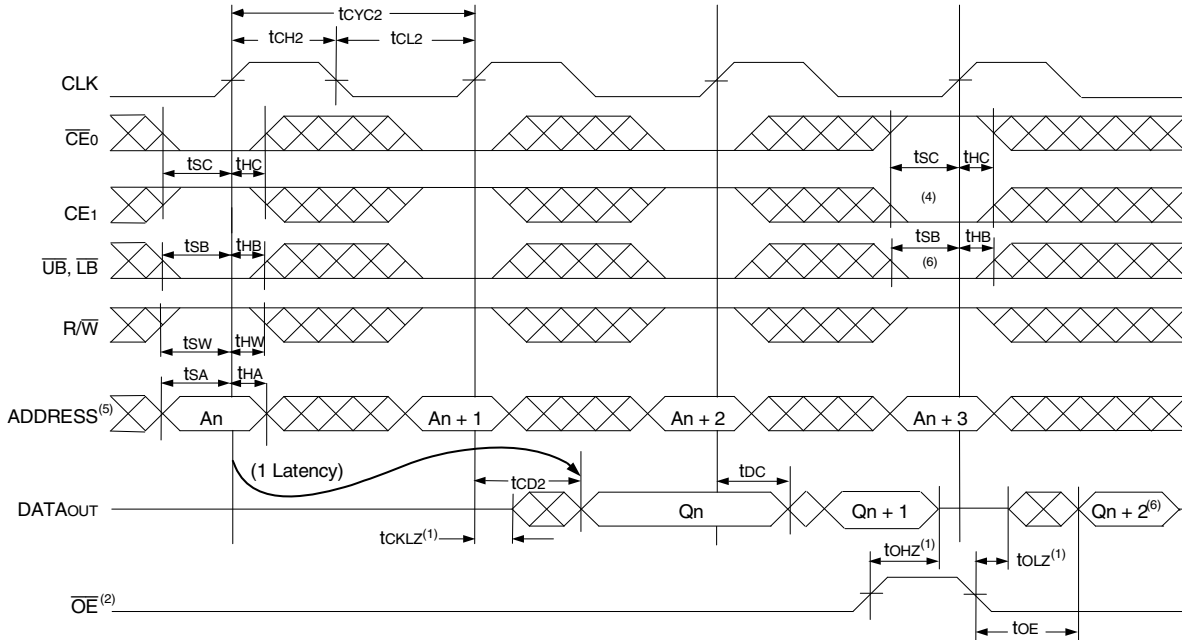 tCYC2
tCH2 tCL2
CLK
CE0
tSC tHC tSC tHC
CE1 (4)
tSB tHB tSB tHB
UB, LB (6)
R/W
tSW tHW
tSA tHA
ADDRESS(5) An An + 1 An + 2 An + 3
(1 Latency) tCD2 tDC
DATAOUT Qn Qn + 1 Qn + 2(6)
tCKLZ(1) tOHZ(1) tOLZ(1)
OE(2)
tOE